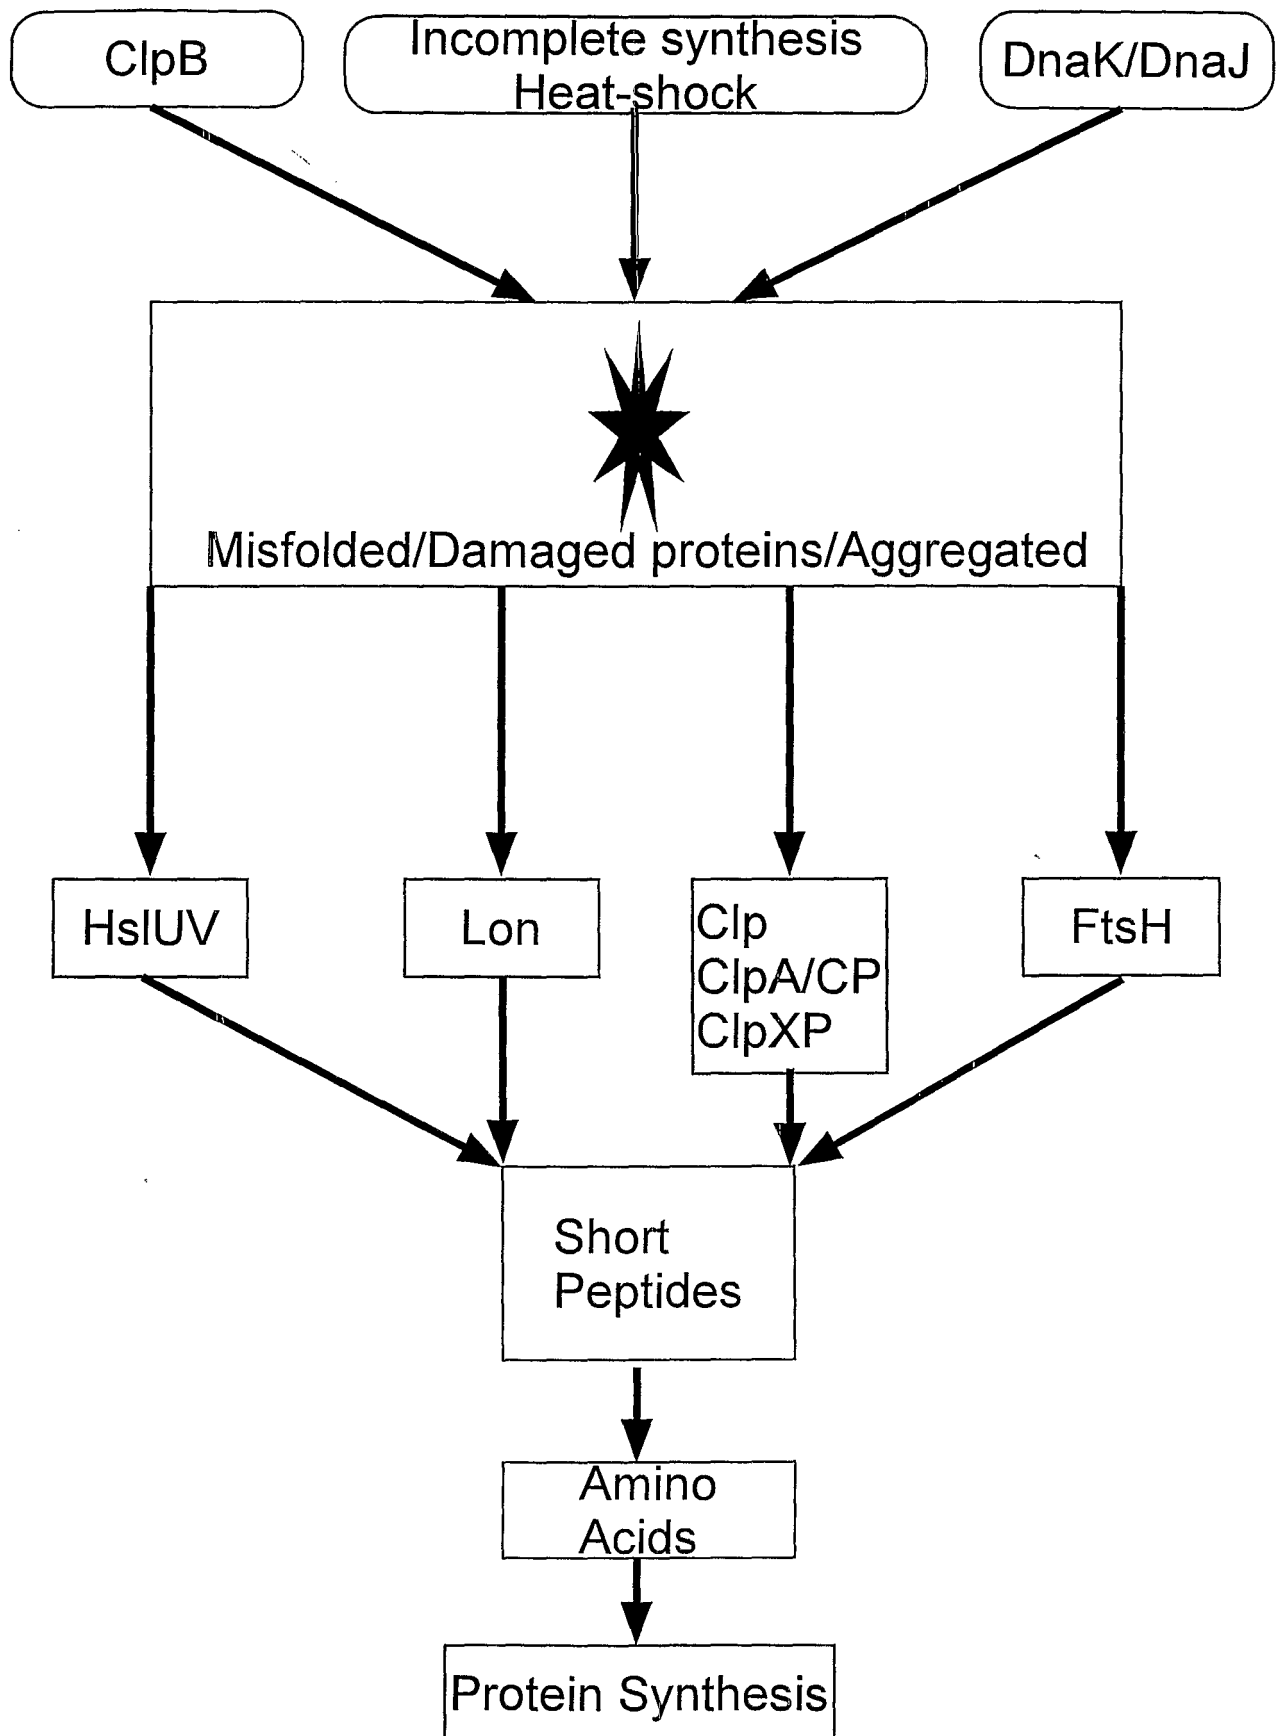 ClpB
Incomplete synthesis
Heat-shock
DnaK/DnaJ
Misfolded/Damaged proteins/Aggregated
HslUV
Lon
Clp
ClpA/CP
ClpXP
FtsH
Short
Peptides
Amino
Acids
Protein Synthesis